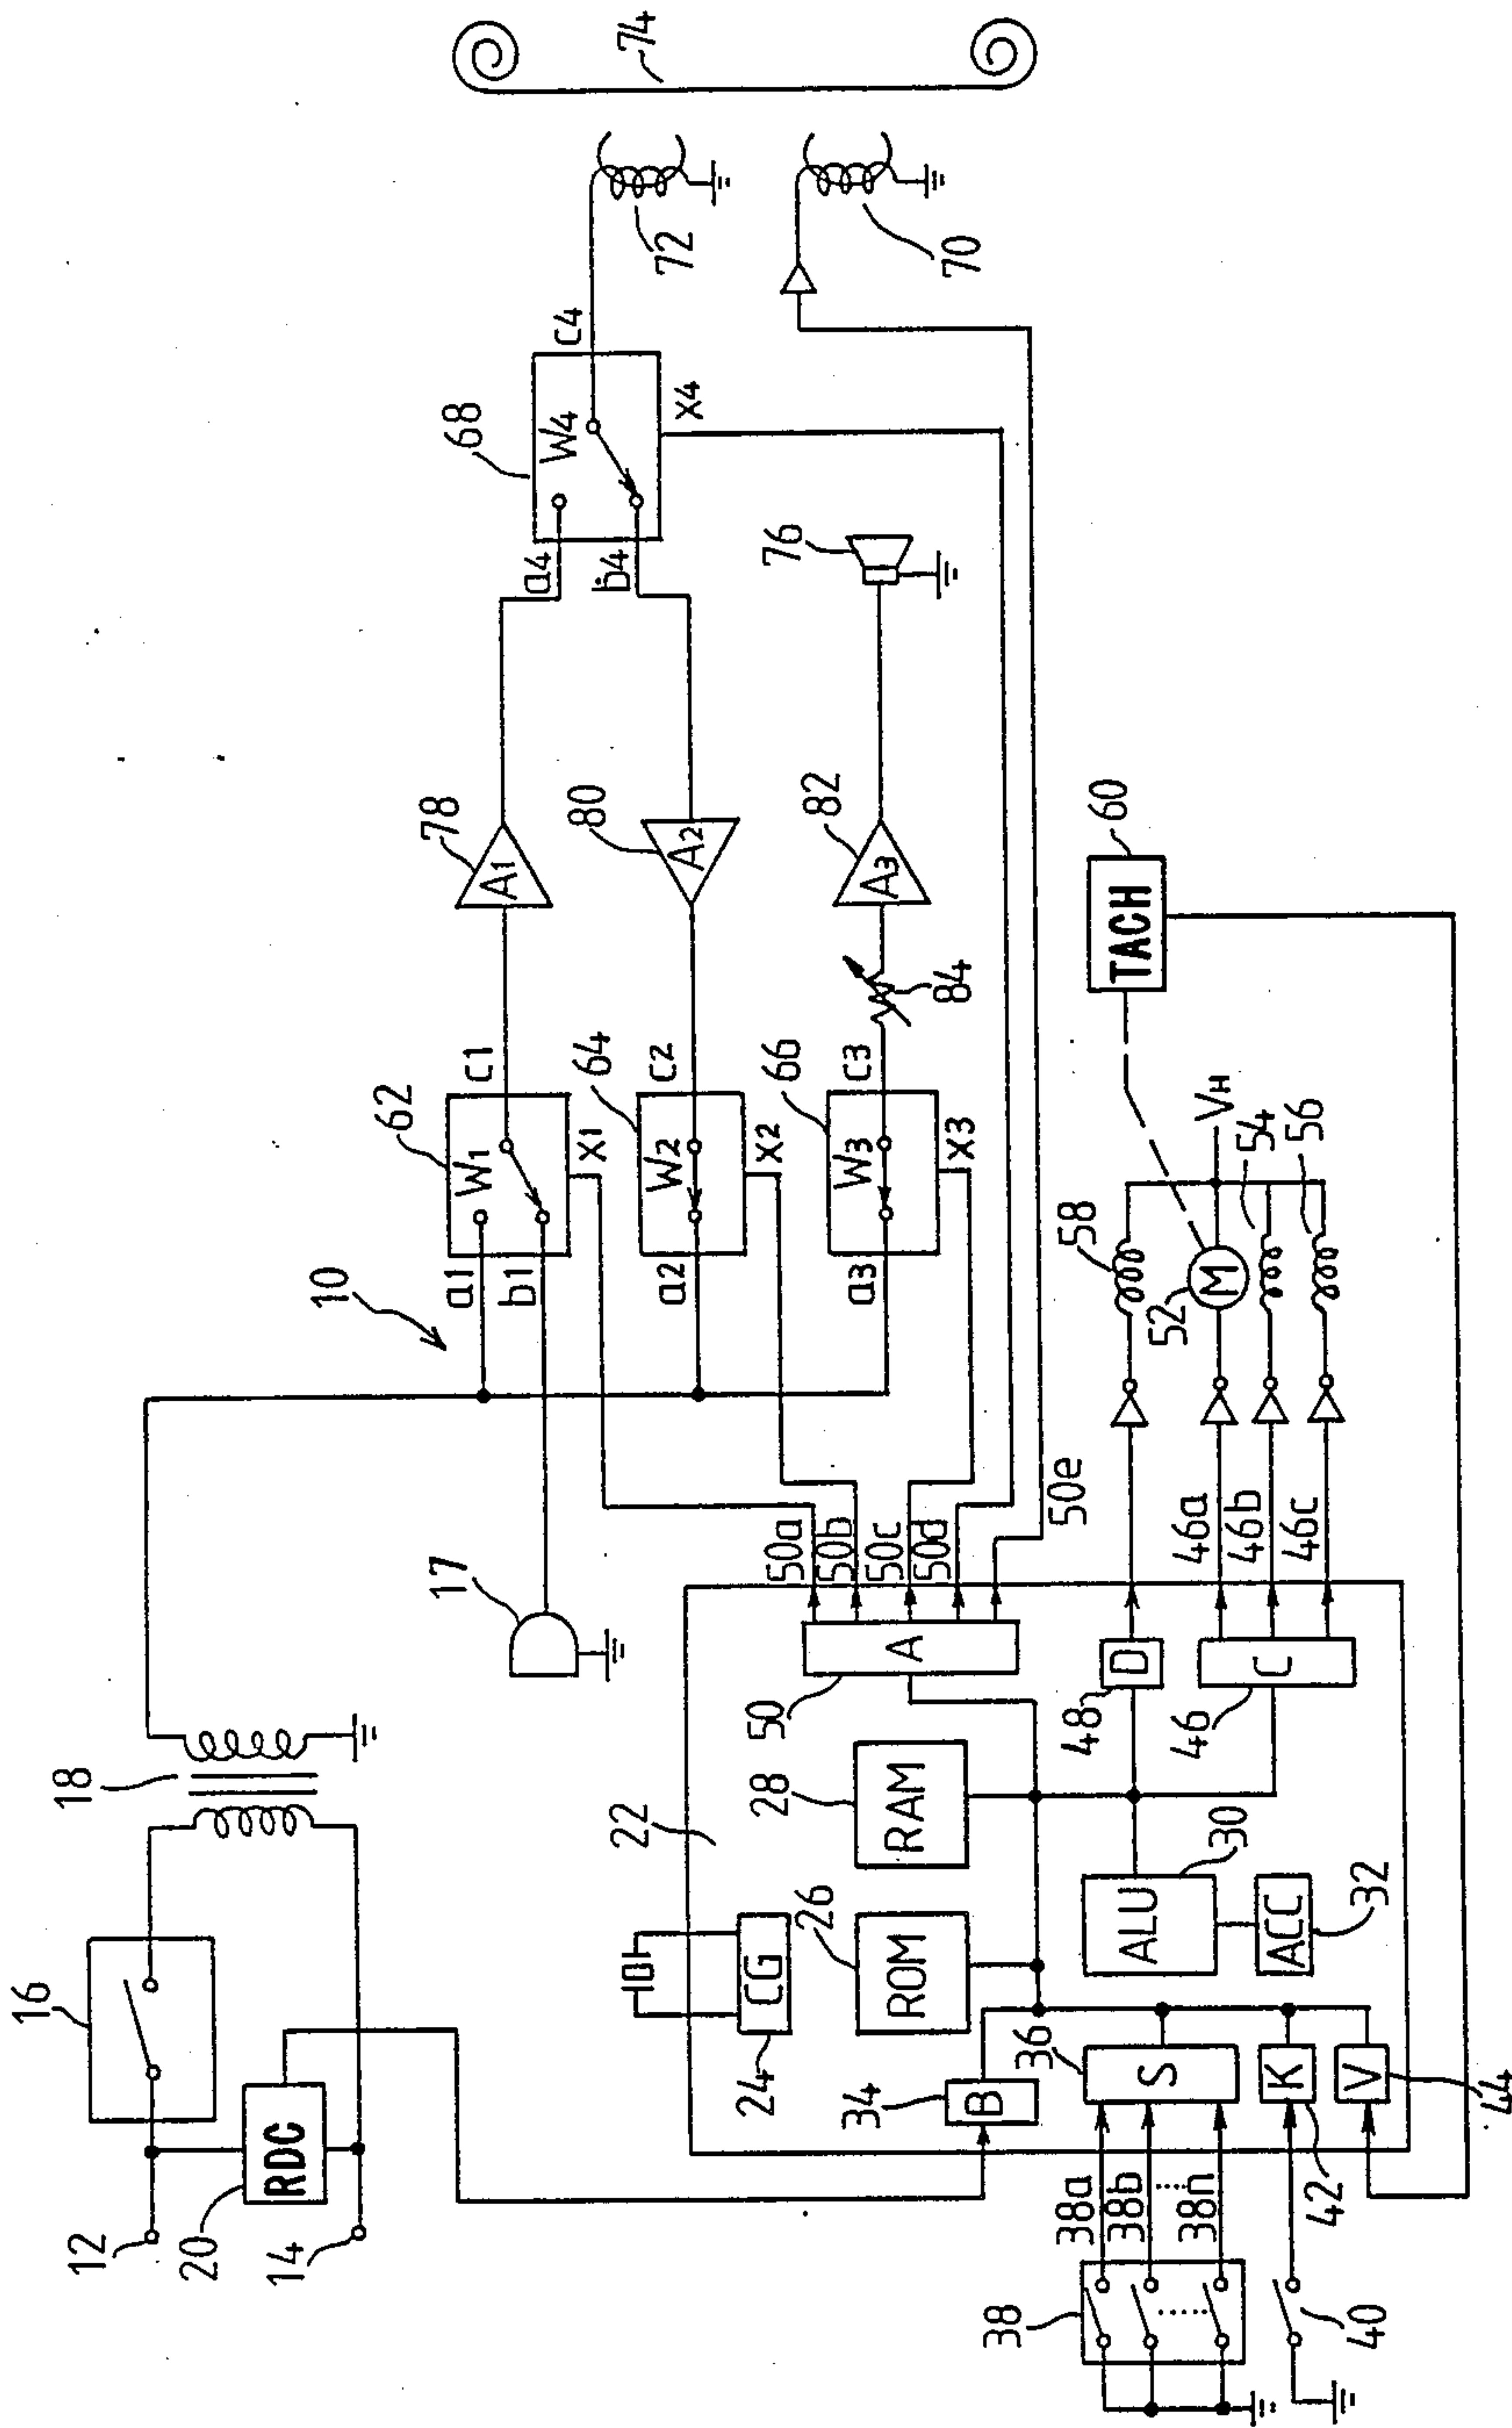 12
14
16
20
RDC
18
17
10
22
24
CG
26
ROM
28
RAM
30
ALU
32
ACC
34
B
36
S
38
38a
38b
38n
40
42
K
44
V
46
C
46a
46b
46c
48
D
50
A
50a
50b
50c
50d
50e
52
M
54
56
58
VH
60
TACH
62
W1
a1
b1
c1
x1
64
W2
a2
c2
x2
66
W3
a3
c3
x3
68
W4
a4
b4
c4
x4
70
72
74
76
78
A1
80
A2
82
A3
84